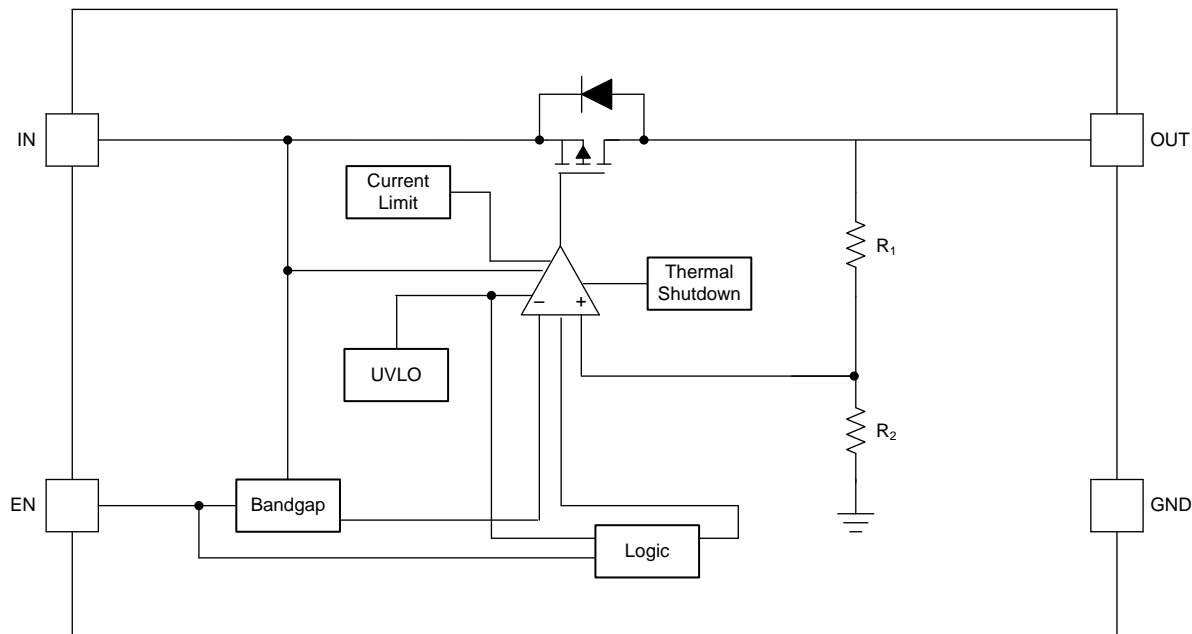 IN
OUT
Current
Limit
R₁
Thermal
Shutdown
−
+
UVLO
R₂
EN
Bandgap
GND
Logic